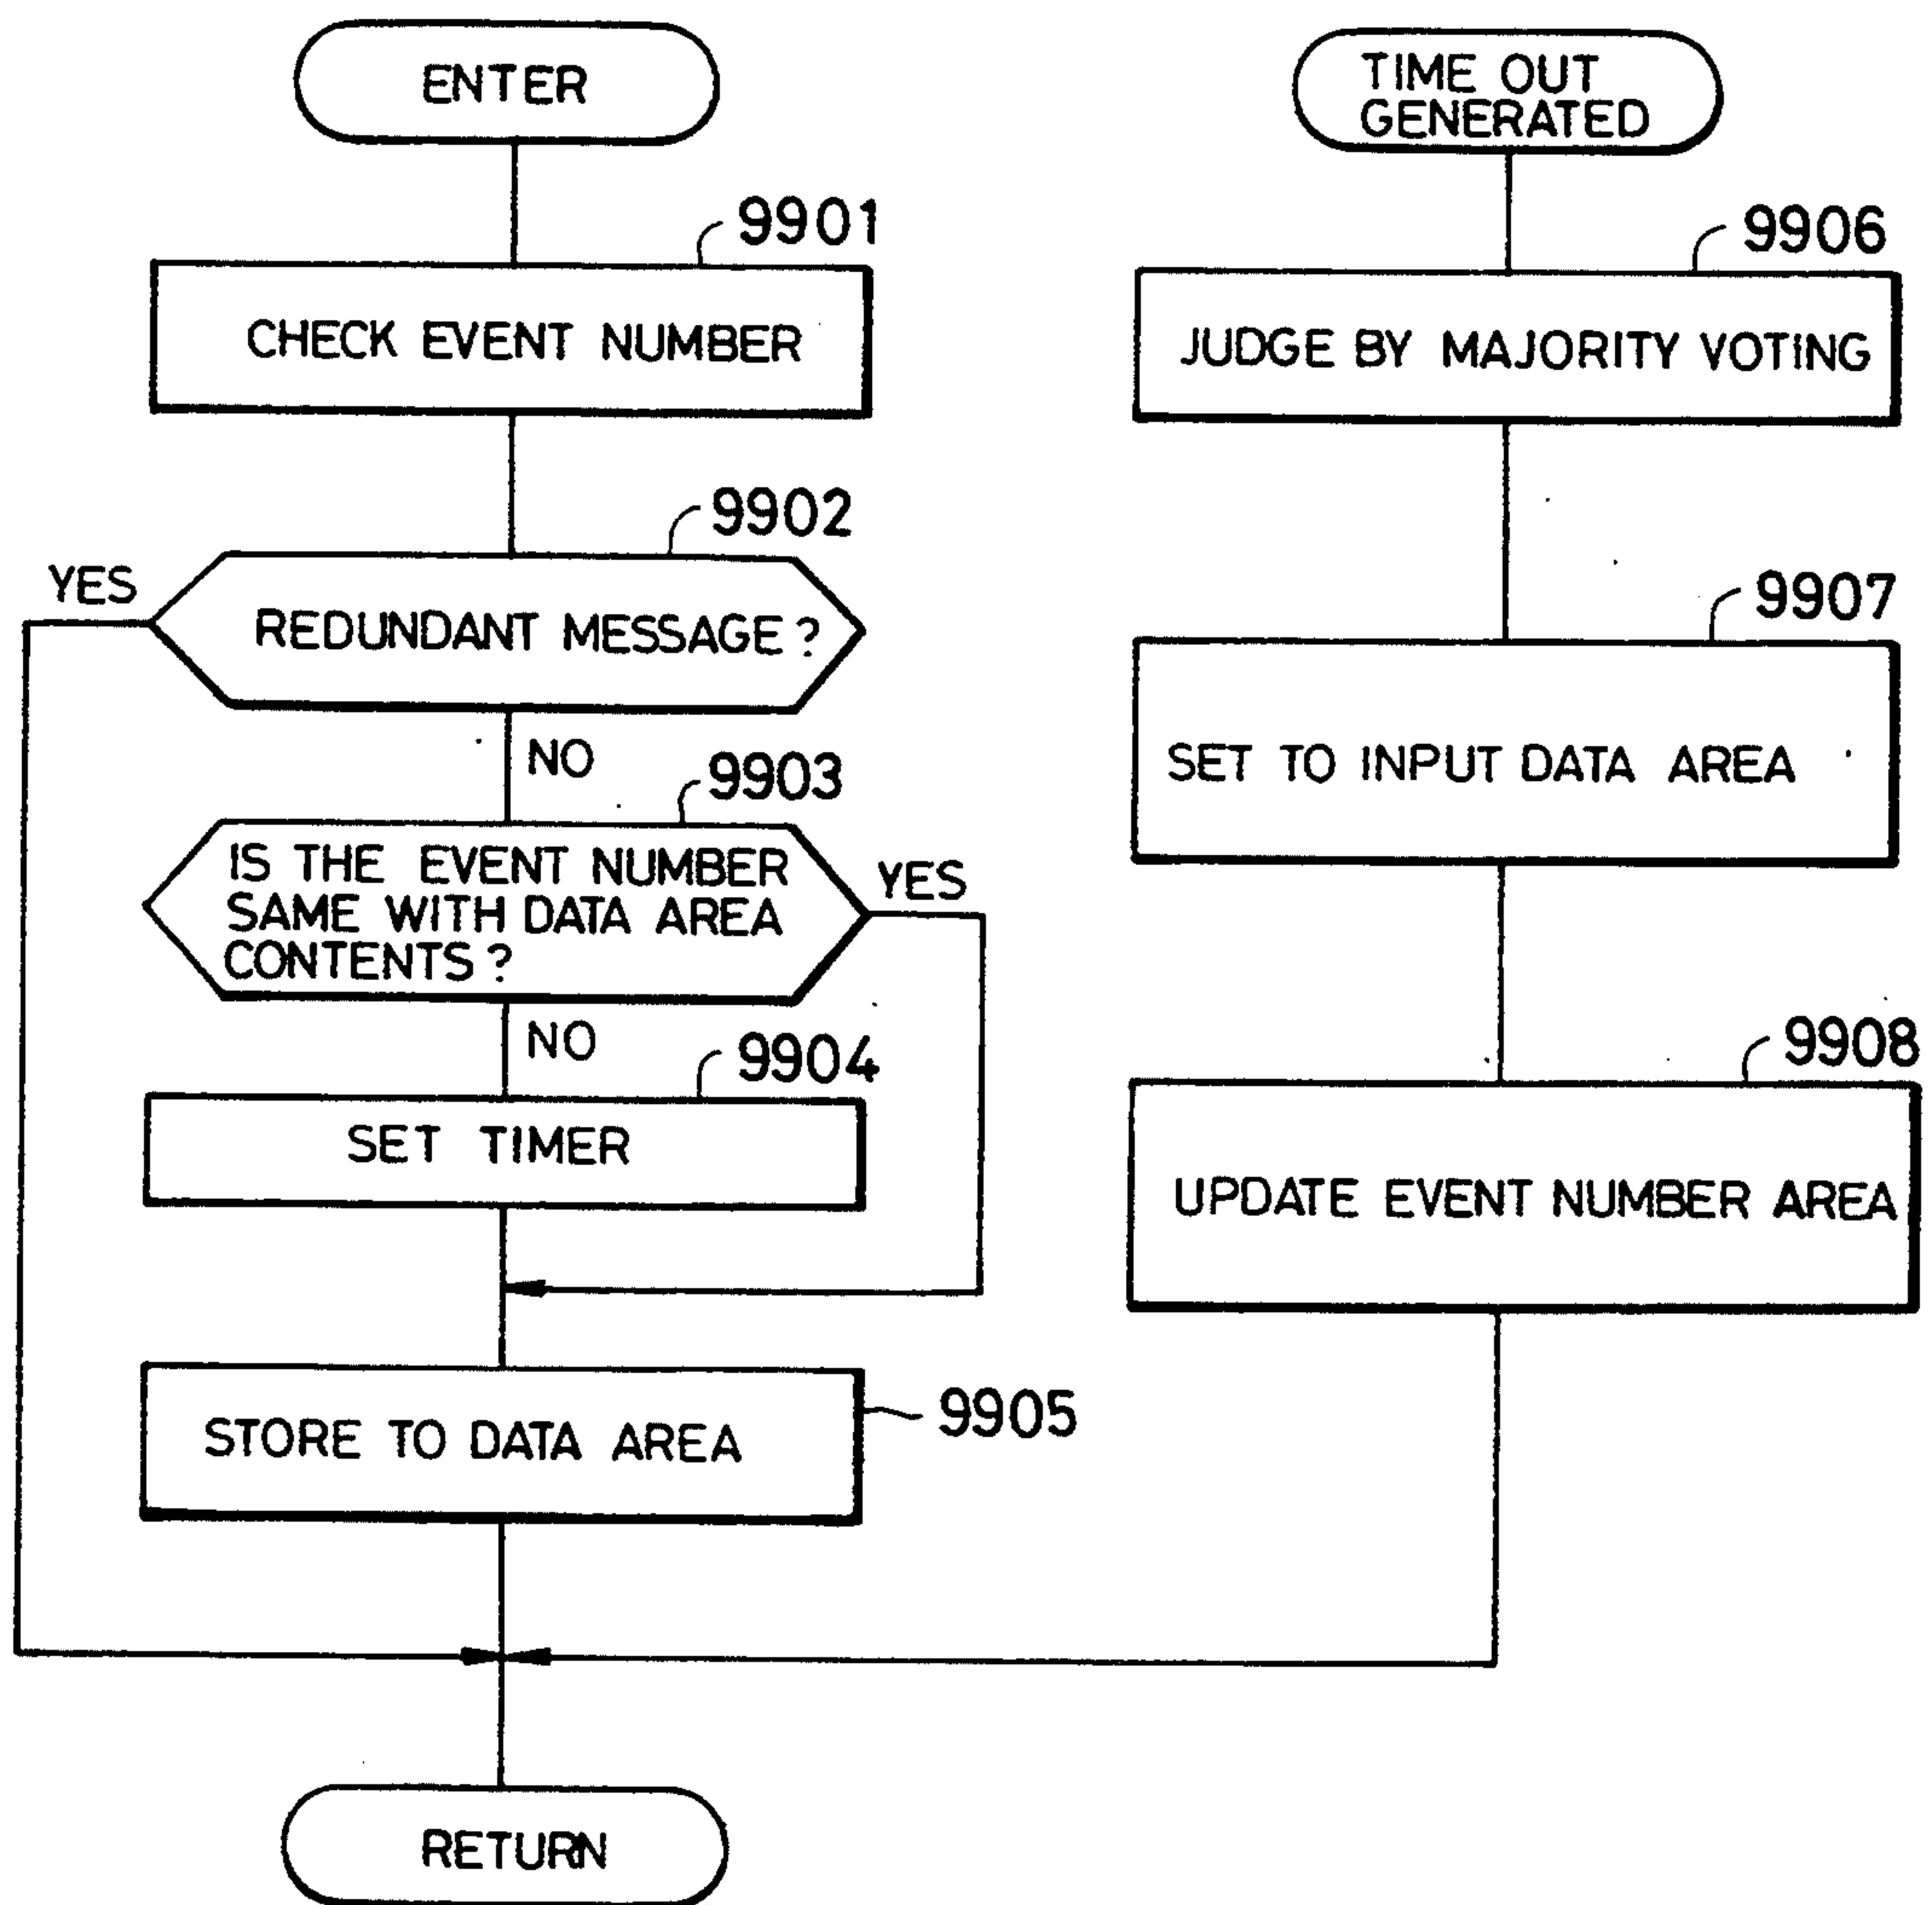 ENTER
9901
CHECK EVENT NUMBER
9902
YES
REDUNDANT MESSAGE?
NO
9903
IS THE EVENT NUMBER
SAME WITH DATA AREA
CONTENTS?
YES
NO
9904
SET TIMER
STORE TO DATA AREA
9905
RETURN
TIME OUT
GENERATED
9906
JUDGE BY MAJORITY VOTING
9907
SET TO INPUT DATA AREA
9908
UPDATE EVENT NUMBER AREA